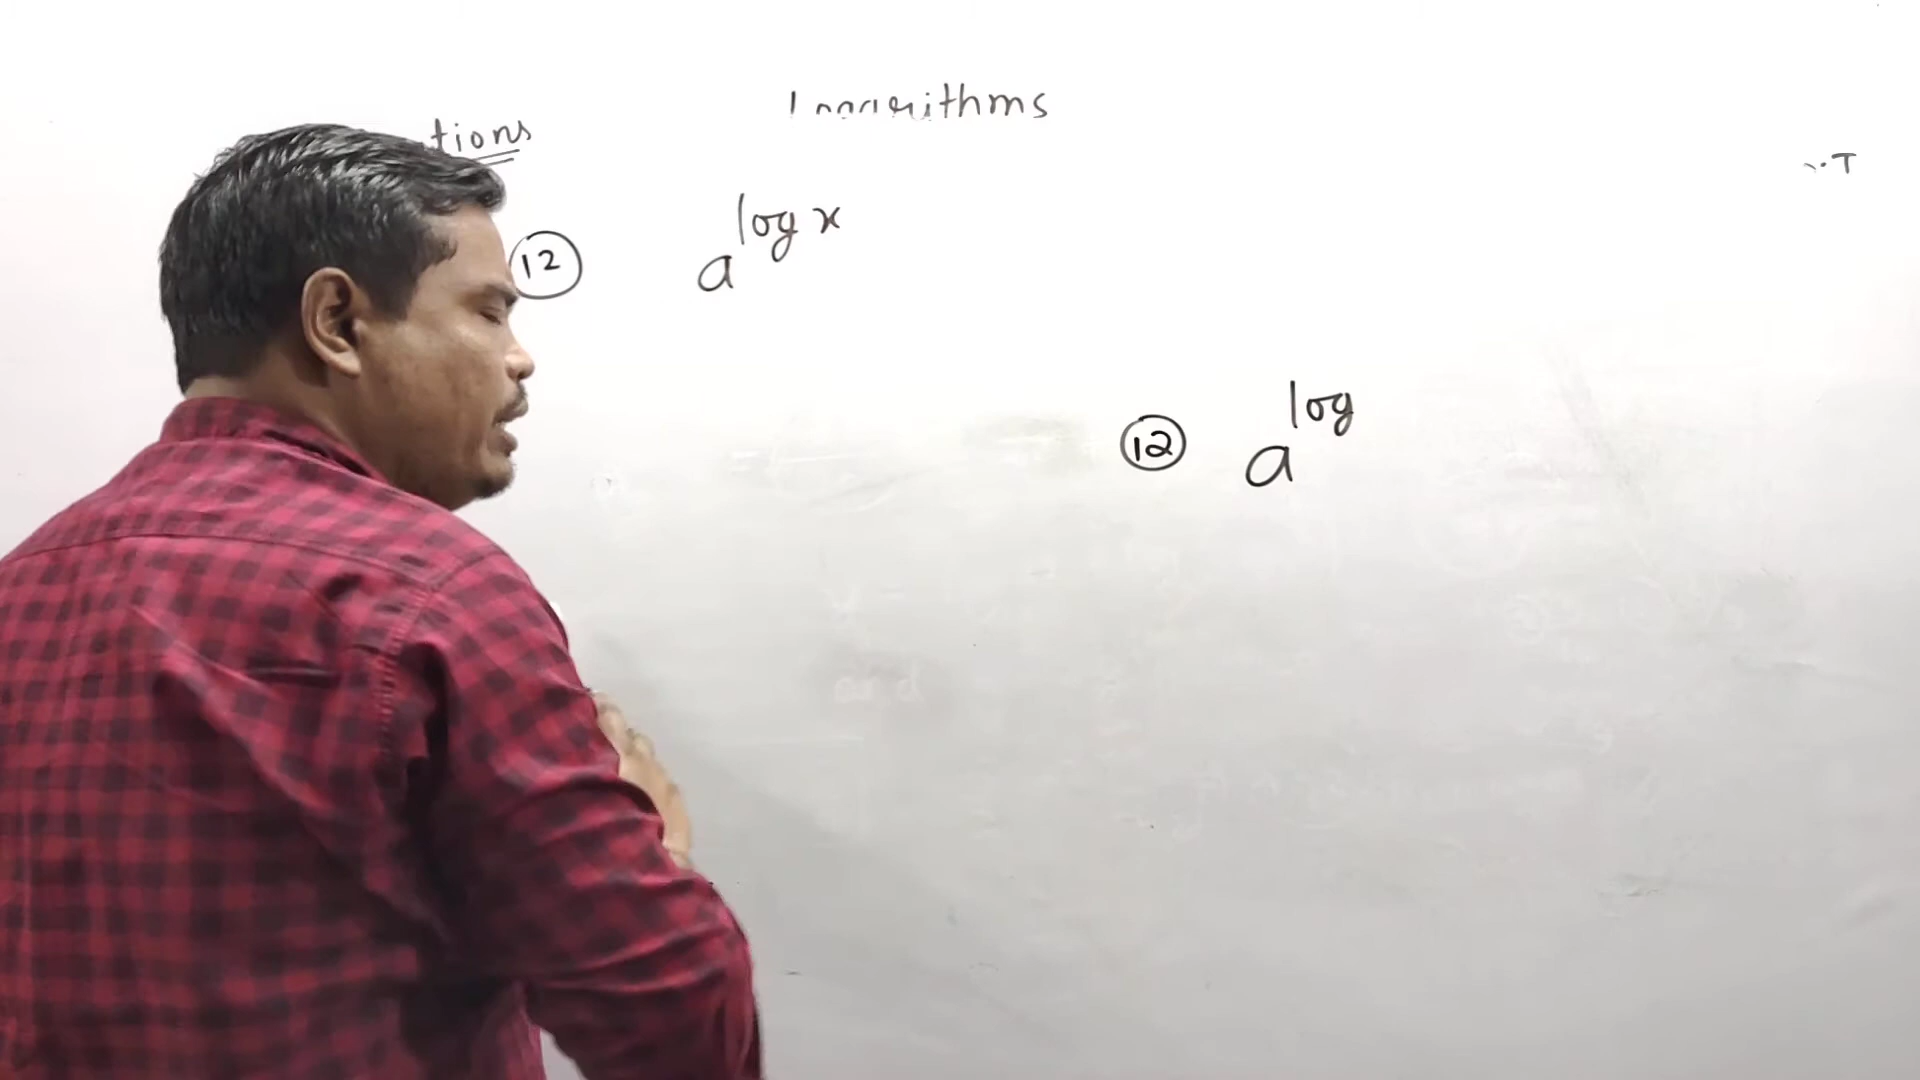 Logarithms
tions
⑫ a^log x
⑫ a^log